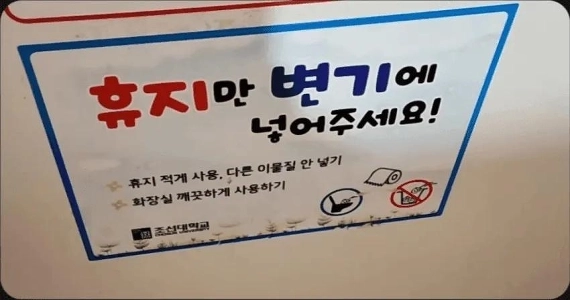 휴지만 변기에
넣어주세요!
휴지 적게 사용, 다른 이물질 안 넣기
화장실 깨끗하게 사용하기
조선대학교
CHOSUN UNIVERSITY